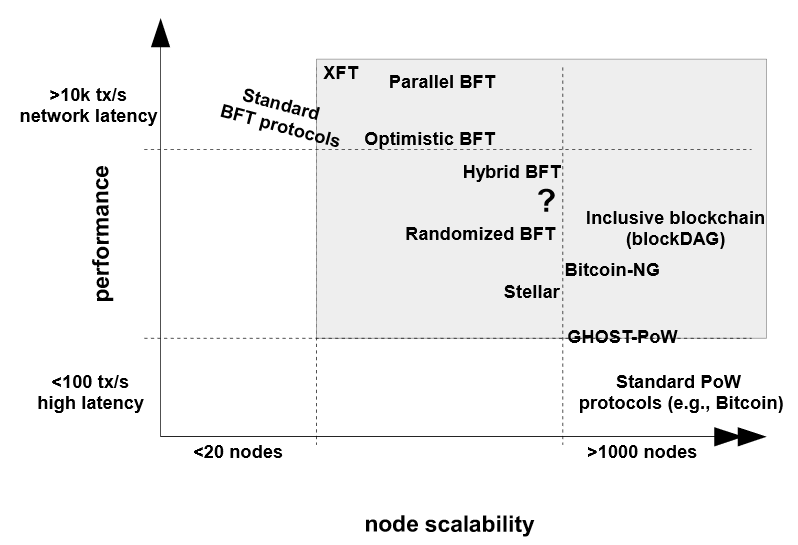 XFT
Parallel BFT
>10k tx/s
network latency
Standard
BFT protocols
Optimistic BFT
Hybrid BFT
?
performance
Inclusive blockchain
(blockDAG)
Randomized BFT
Bitcoin-NG
Stellar
GHOST-PoW
<100 tx/s
high latency
Standard PoW
protocols (e.g., Bitcoin)
<20 nodes
>1000 nodes
node scalability